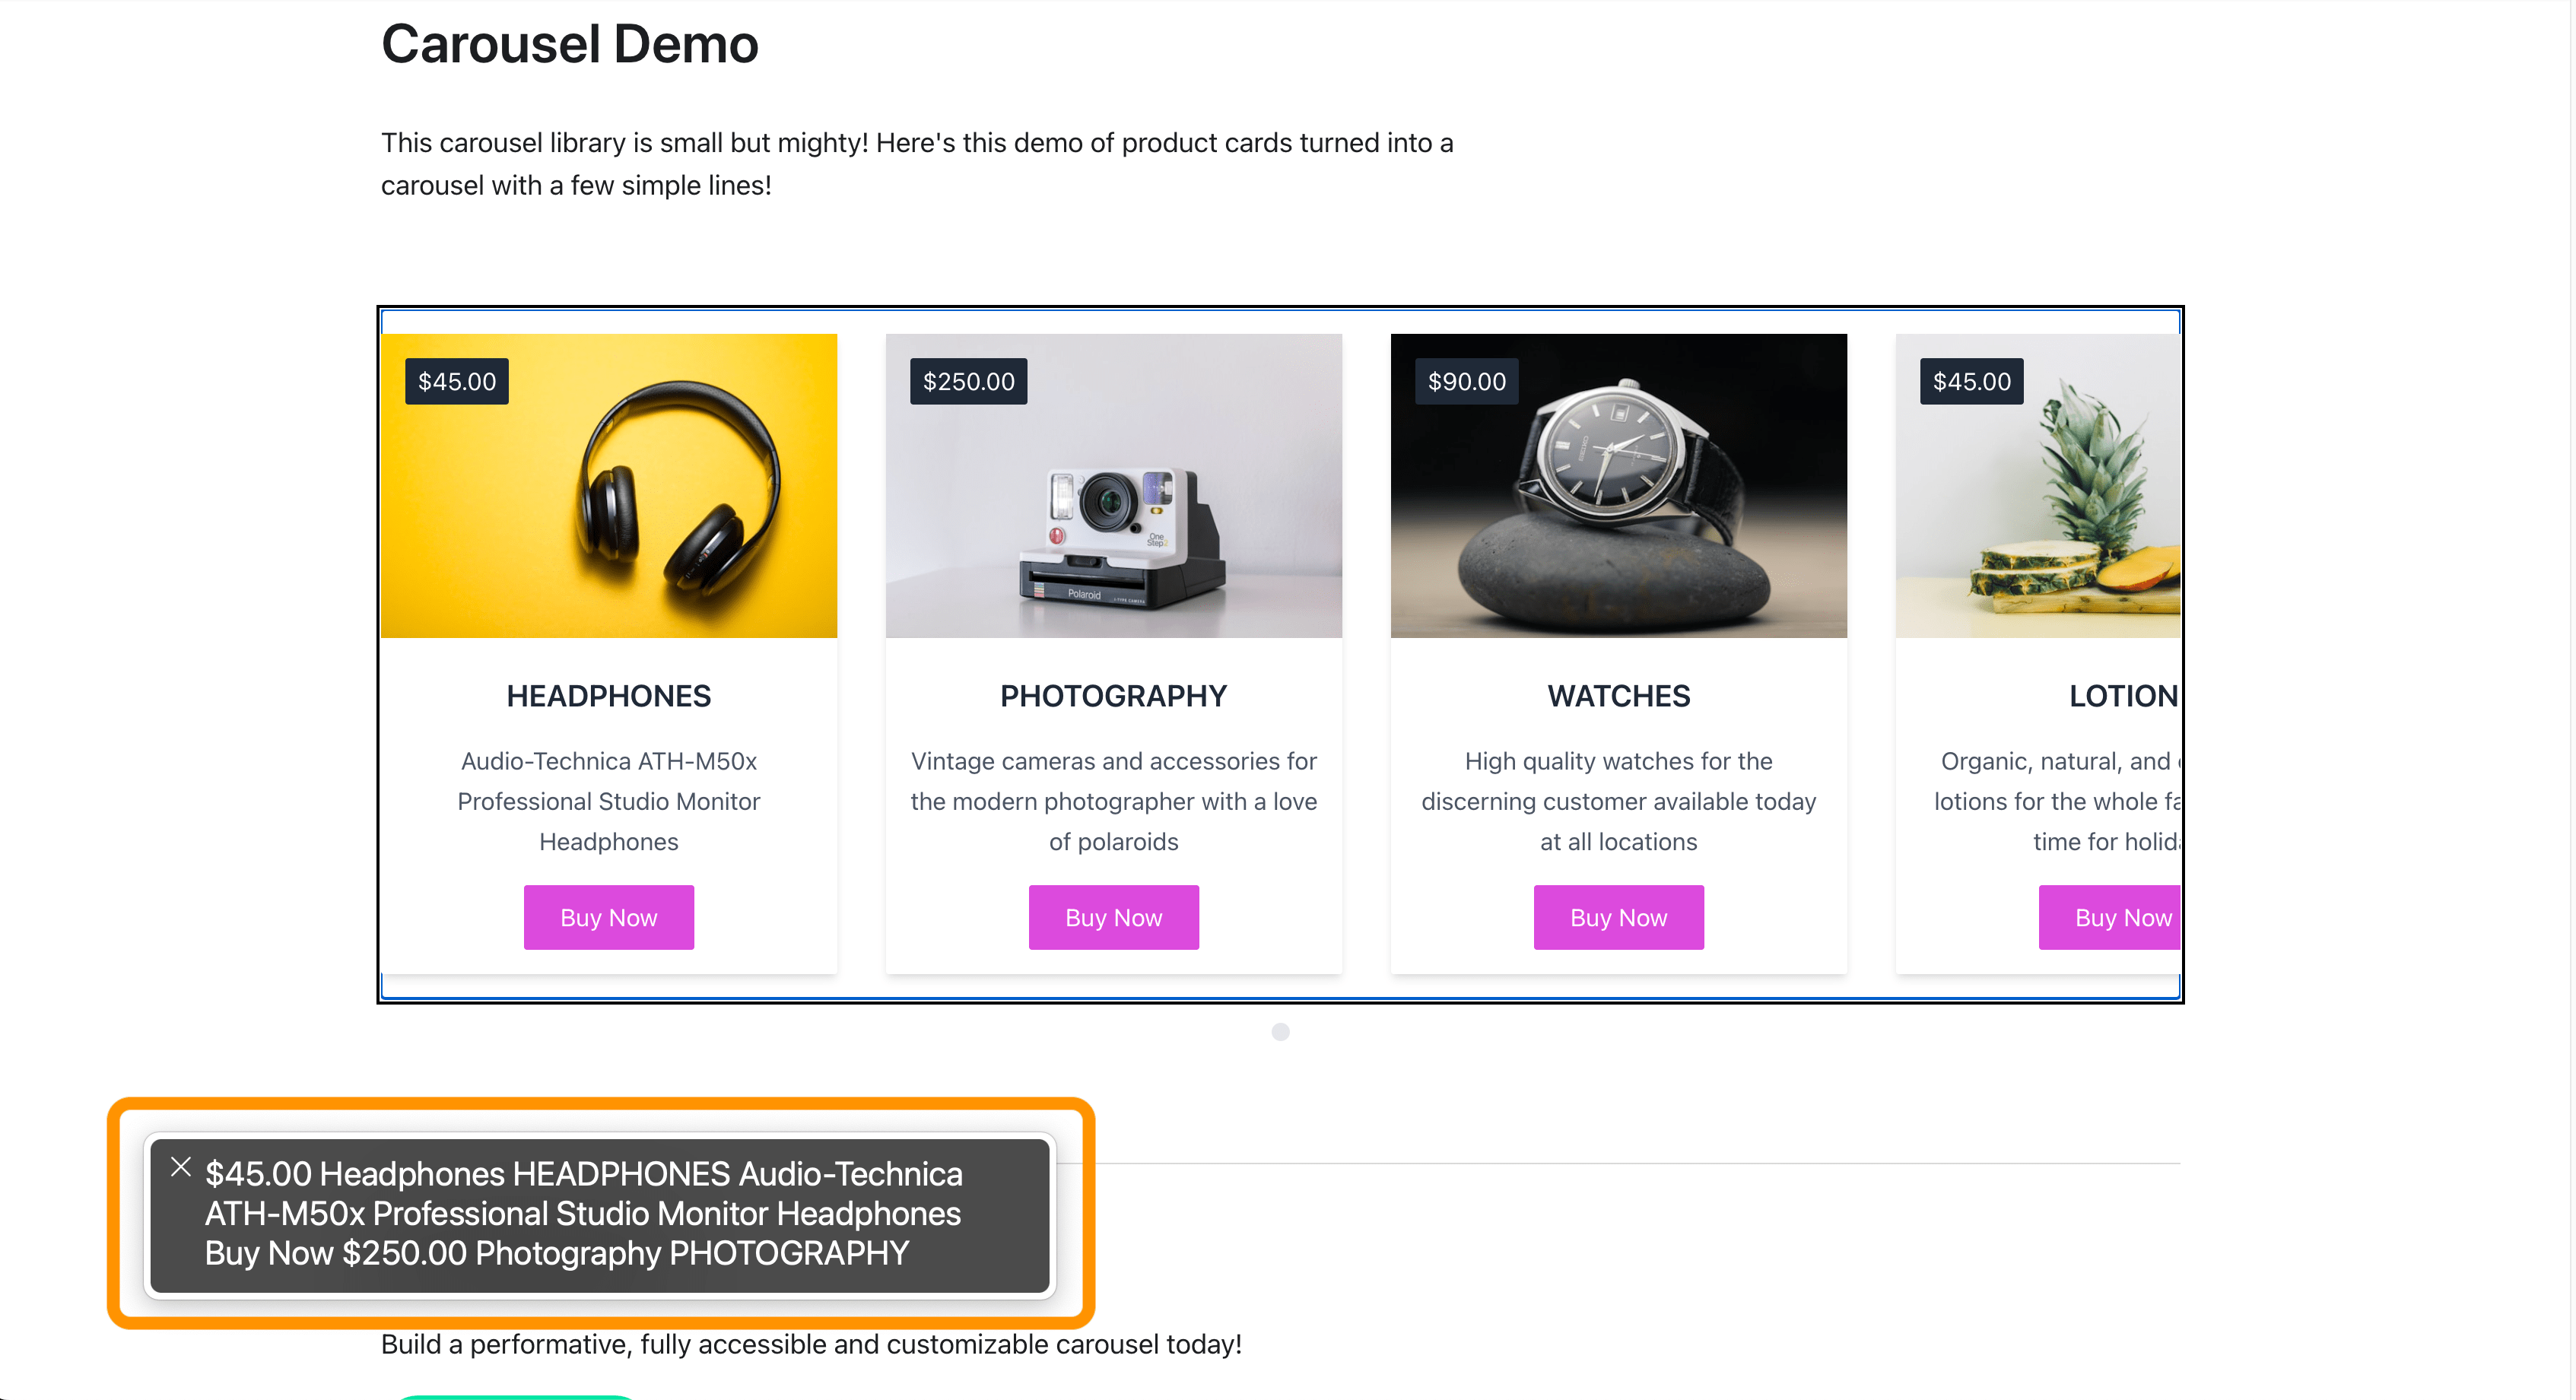 Carousel Demo
This carousel library is small but mighty! Here's this demo of product cards turned into a
carousel with a few simple lines!
$45.00
HEADPHONES
Audio-Technica ATH-M50x
Professional Studio Monitor
Headphones
Buy Now
$250.00
One
Step2
Polaroid
PHOTOGRAPHY
Vintage cameras and accessories for
the modern photographer with a love
of polaroids
Buy Now
$90.00
WATCHES
High quality watches for the
discerning customer available today
at all locations
Buy Now
$45.00
LOTION
Organic, natural, and
lotions for the whole
time for
Buy Now
$45.00 Headphones HEADPHONES Audio-Technica
ATH-M50x Professional Studio Monitor Headphones
Buy Now $250.00 Photography PHOTOGRAPHY
Build a performative, fully accessible and customizable carousel today!